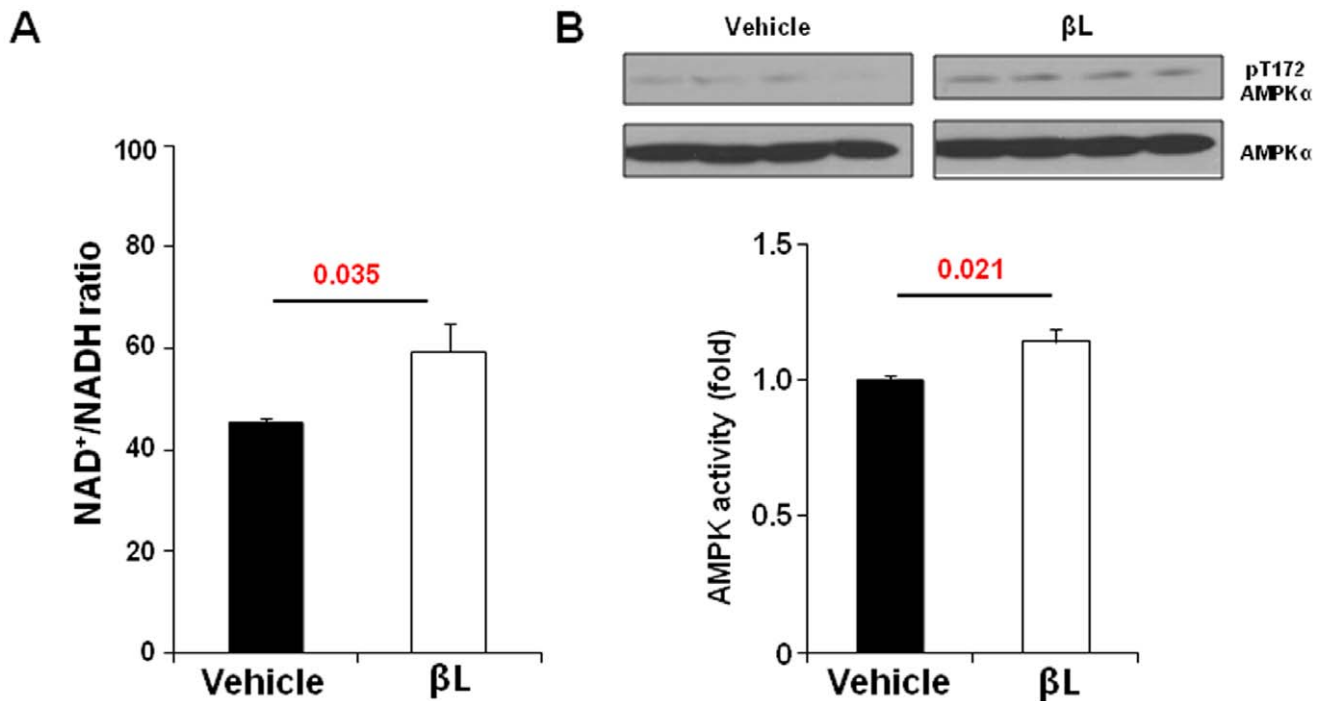 A
B
Vehicle
βL
pT172
AMPKα
AMPKα
100
80
60
40
20
0
NAD⁺/NADH ratio
0.035
Vehicle
βL
1.5
1.0
0.5
0
AMPK activity (fold)
0.021
Vehicle
βL